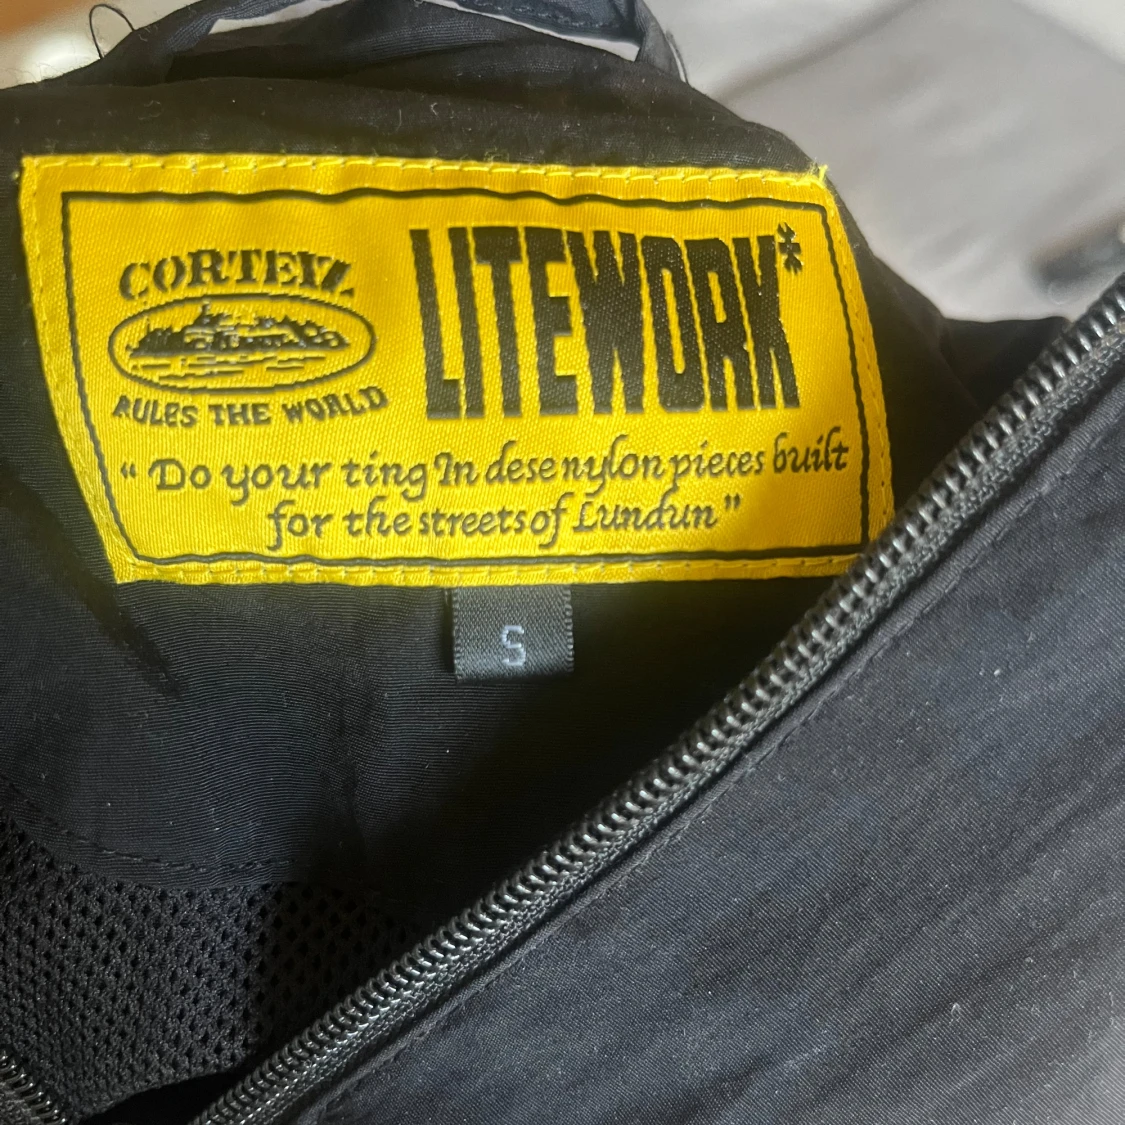 CORTEIZ
RULES THE WORLD
LITEWORK*
“ Do your ting In dese nylon pieces built
for the streets of Lundun”
S